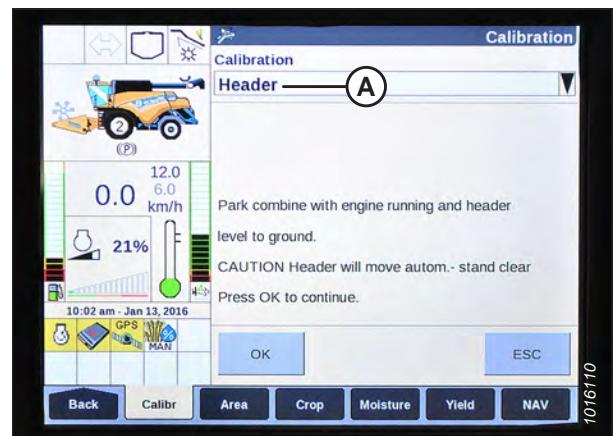 Calibration
Calibration
Header
A
2
(P)
12.0
0.0
6.0
km/h
21%
Park combine with engine running and header
level to ground.
CAUTION Header will move autom.- stand clear
Press OK to continue.
10:02 am - Jan 13, 2016
GPS
MAN
OK
ESC
Back
Calibr
Area
Crop
Moisture
Yield
NAV
1016110